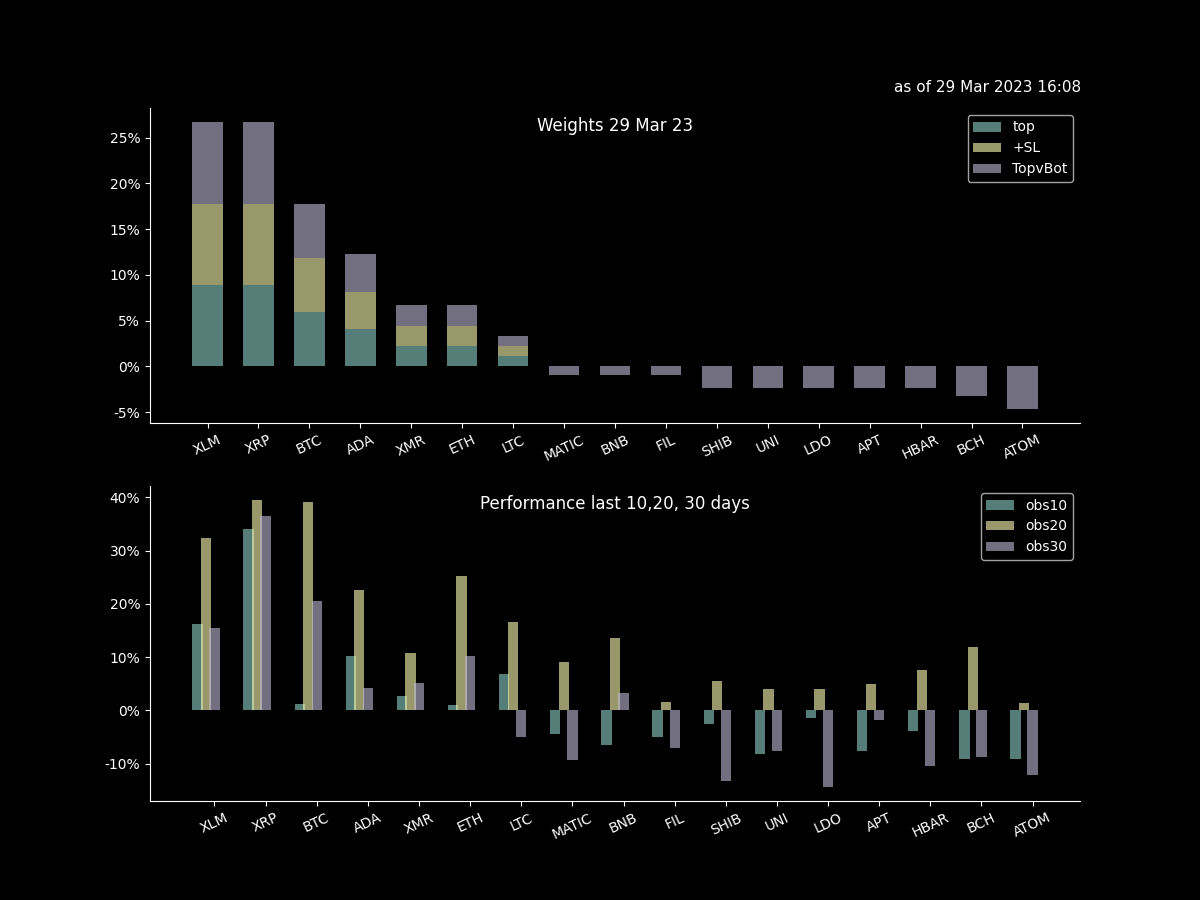 as of 29 Mar 2023 16:08
Weights 29 Mar 23
top
+SL
TopvBot
25%
20%
15%
10%
5%
0%
-5%
XLM XRP BTC ADA XMR ETH LTC MATIC BNB FIL SHIB UNI LDO APT HBAR BCH ATOM
Performance last 10,20, 30 days
obs10
obs20
obs30
40%
30%
20%
10%
0%
-10%
XLM XRP BTC ADA XMR ETH LTC MATIC BNB FIL SHIB UNI LDO APT HBAR BCH ATOM